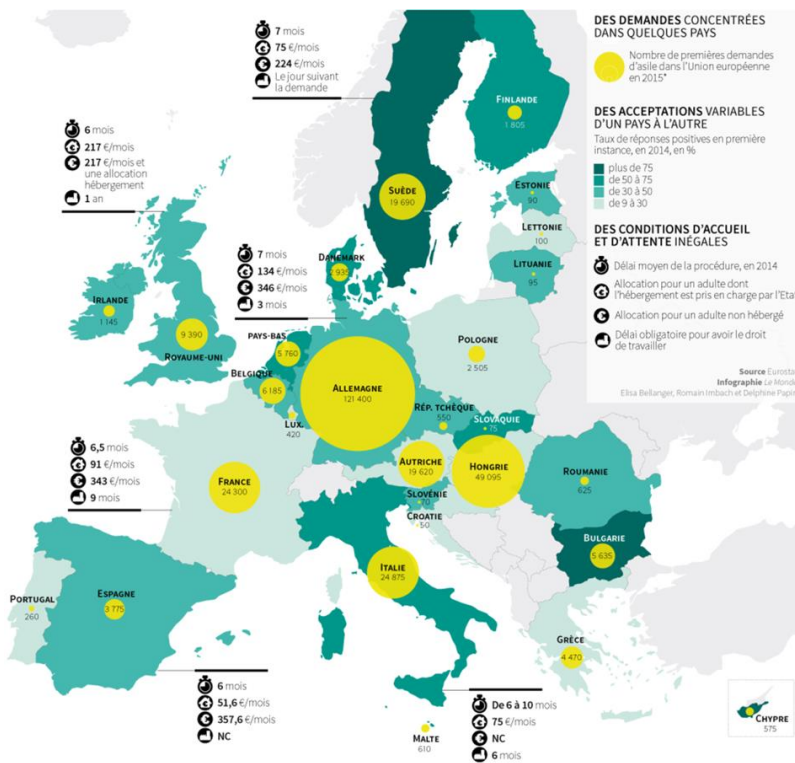 DES DEMANDES CONCENTRÉES
DANS QUELQUES PAYS
Nombre de premières demandes
d'asile dans l'Union européenne
en 2015*
DES ACCEPTATIONS VARIABLES
D'UN PAYS À L'AUTRE
Taux de réponses positives en première
instance, en 2014, en %
plus de 75
de 50 à 75
de 30 à 50
de 9 à 30
DES CONDITIONS D'ACCUEIL
ET D'ATTENTE INÉGALES
Délai moyen de la procédure, en 2014
Allocation pour un adulte dont
l'hébergement est pris en charge par l'Eta
Allocation pour un adulte non hébergé
Délai obligatoire pour avoir le droit
de travailler
Source Eurosta
Infographie Le Mond
Elisa Bellanger, Romain Imbach et Delphine Papi
7 mois
75 €/mois
224 €/mois
Le jour suivant
la demande
6 mois
217 €/mois
217 €/mois et
une allocation
hébergement
1 an
7 mois
134 €/mois
346 €/mois
3 mois
6,5 mois
91 €/mois
343 €/mois
9 mois
6 mois
51,6 €/mois
357,6 €/mois
NC
De 6 à 10 mois
75 €/mois
NC
6 mois
FINLANDE
1 805
SUÈDE
19 690
ESTONIE
90
LETTONIE
100
LITUANIE
95
DANEMARK
2 935
IRLANDE
1 145
9 390
ROYAUME-UNI
PAYS-BAS
5 760
BELGIQUE
6 185
LUX.
420
ALLEMAGNE
121 400
POLOGNE
2 505
RÉP. TCHÈQUE
550
SLOVAQUIE
75
AUTRICHE
19 620
HONGRIE
49 095
SLOVÉNIE
70
CROATIE
50
ROUMANIE
625
BULGARIE
5 635
FRANCE
24 300
ITALIE
24 875
PORTUGAL
260
ESPAGNE
3 775
GRÈCE
4 470
MALTE
610
CHYPRE
575